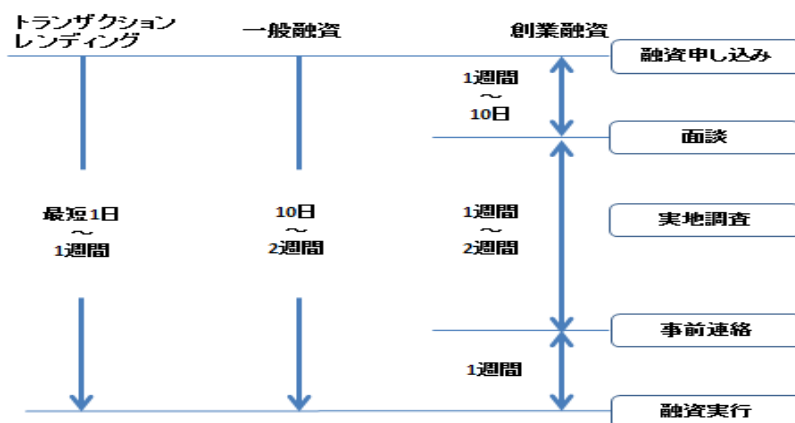 トランザクション
レンディング
一般融資
創業融資
融資申し込み
1週間
～
10日
面談
最短1日
～
1週間
10日
～
2週間
1週間
～
2週間
実地調査
事前連絡
1週間
融資実行